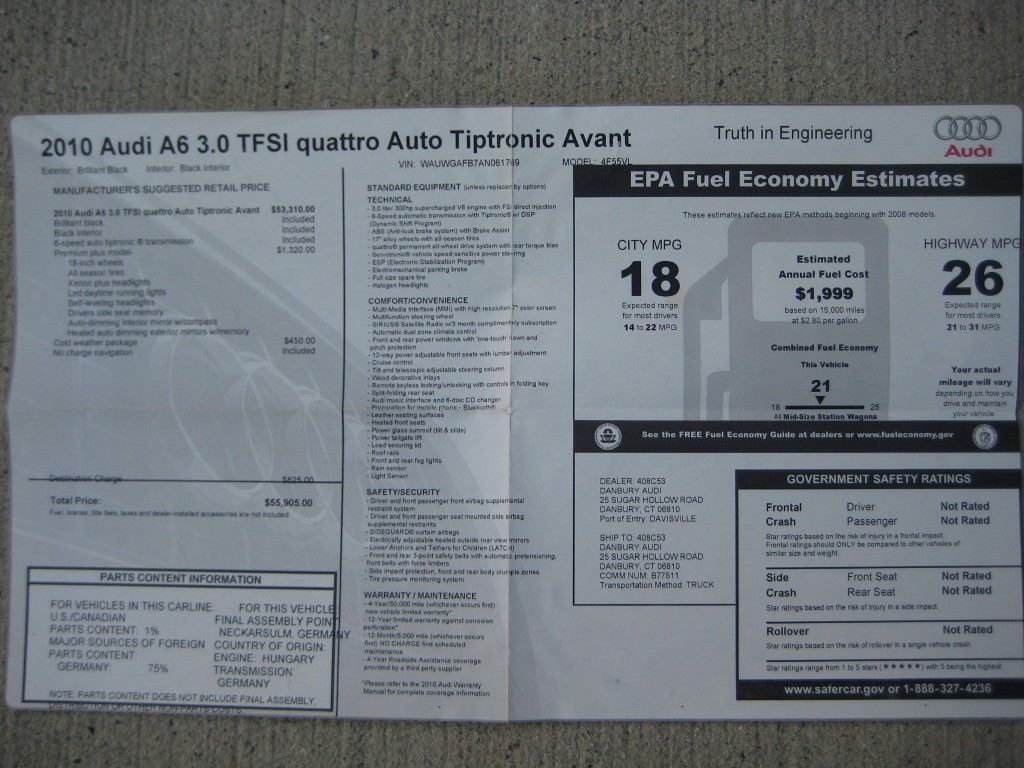 2010 Audi A6 3.0 TFSI quattro Auto Tiptronic Avant
Truth in Engineering
Audi
Exterior: Brilliant Black Interior: Black Interior
VIN: WAUWGAFB7AN061769
MODEL: 4F55VL
MANUFACTURER'S SUGGESTED RETAIL PRICE
2010 Audi A6 3.0 TFSI quattro Auto Tiptronic Avant $53,310.00
Brilliant black Included
Black interior Included
6-speed auto tiptronic ® transmission Included
Premium plus model- $1,320.00
18-inch wheels
All season tires
Xenon plus headlights
Led daytime running lights
Self-leveling headlights
Drivers side seat memory
Auto-dimming interior mirror w/compass
Heated auto dimming exterior mirrors w/memory
Cold weather package $450.00
No charge navigation Included
Destination Charge $825.00
Total Price: $55,905.00
Fuel, license, title fees, taxes and dealer-installed accessories are not included.
PARTS CONTENT INFORMATION
FOR VEHICLES IN THIS CARLINE:
U.S./CANADIAN
PARTS CONTENT: 1%
MAJOR SOURCES OF FOREIGN
PARTS CONTENT:
GERMANY: 75%
FOR THIS VEHICLE
FINAL ASSEMBLY POINT
NECKARSULM, GERMANY
COUNTRY OF ORIGIN:
ENGINE: HUNGARY
TRANSMISSION
GERMANY
NOTE: PARTS CONTENT DOES NOT INCLUDE FINAL ASSEMBLY,
DISTRIBUTION OR OTHER NON-PARTS COSTS.
STANDARD EQUIPMENT (unless replaced by options)
TECHNICAL
- 3.0 liter 300hp supercharged V6 engine with FSI direct injection
- 6-Speed automatic transmission with Tiptronic® w/ DSP
(Dynamic Shift Program)
- ABS (Anti-lock brake system) with Brake Assist
- 17" alloy wheels with all-season tires
- quattro® permanent all-wheel drive system with rear torque bias
- Servotronic® vehicle speed-sensitive power steering
- ESP (Electronic Stabilization Program)
- Electromechanical parking brake
- Full size spare tire
- Halogen headlights
COMFORT/CONVENIENCE
- Multi-Media Interface (MMI) with high resolution 7" color screen
- Multifunction steering wheel
- SIRIUS® Satellite Radio w/3 month complimentary subscription
- Automatic dual zone climate control
- Front and rear power windows with 'one-touch' down and
pinch protection
- 12-way power adjustable front seats with lumbar adjustment
- Cruise control
- Tilt and telescopic adjustable steering column
- Wood decorative inlays
- Remote keyless locking/unlocking with controls in folding key
- Split-folding rear seat
- Audi music interface and 6-disc CD changer
- Preparation for mobile phone - Bluetooth®
- Leather seating surfaces
- Heated front seats
- Power glass sunroof (tilt & slide)
- Power tailgate lift
- Load securing kit
- Roof rails
- Front and rear fog lights
- Rain sensor
- Light Sensor
SAFETY/SECURITY
- Driver and front passenger front airbag supplemental
restraint system
- Driver and front passenger seat mounted side airbag
supplemental restraints
- SIDEGUARD® curtain airbags
- Electrically adjustable heated outside rear view mirrors
- Lower Anchors and Tethers for Children (LATCH)
- Front and rear 3-point safety belts with automatic pretensioning,
front belts with force limiters
- Side impact protection, front and rear body crumple zones
- Tire pressure monitoring system
WARRANTY / MAINTENANCE
- 4-Year/50,000 mile (whichever occurs first)
new vehicle limited warranty*
- 12-Year limited warranty against corrosion
perforation*
- 12-Month/5,000 mile (whichever occurs
first) NO CHARGE first scheduled
maintenance
- 4-Year Roadside Assistance coverage
provided by a third party supplier
*Please refer to the 2010 Audi Warranty
Manual for complete coverage information
EPA Fuel Economy Estimates
These estimates reflect new EPA methods beginning with 2008 models.
CITY MPG
18
Expected range
for most drivers
14 to 22 MPG
Estimated
Annual Fuel Cost
$1,999
based on 15,000 miles
at $2.80 per gallon.
Combined Fuel Economy
This Vehicle
21
18 25
All Mid-Size Station Wagons
HIGHWAY MPG
26
Expected range
for most drivers
21 to 31 MPG
Your actual
mileage will vary
depending on how you
drive and maintain
your vehicle.
See the FREE Fuel Economy Guide at dealers or www.fueleconomy.gov
DEALER: 408C53
DANBURY AUDI
25 SUGAR HOLLOW ROAD
DANBURY, CT 06810
Port of Entry: DAVISVILLE
SHIP TO: 408C53
DANBURY AUDI
25 SUGAR HOLLOW ROAD
DANBURY, CT 06810
COMM NUM: B77511
Transportation Method: TRUCK
GOVERNMENT SAFETY RATINGS
Frontal Driver Not Rated
Crash Passenger Not Rated
Star ratings based on the risk of injury in a frontal impact.
Frontal ratings should ONLY be compared to other vehicles of
similar size and weight.
Side Front Seat Not Rated
Crash Rear Seat Not Rated
Star ratings based on the risk of injury in a side impact.
Rollover Not Rated
Star ratings based on the risk of rollover in a single vehicle crash.
Star ratings range from 1 to 5 stars (★★★★★) with 5 being the highest.
www.safercar.gov or 1-888-327-4236